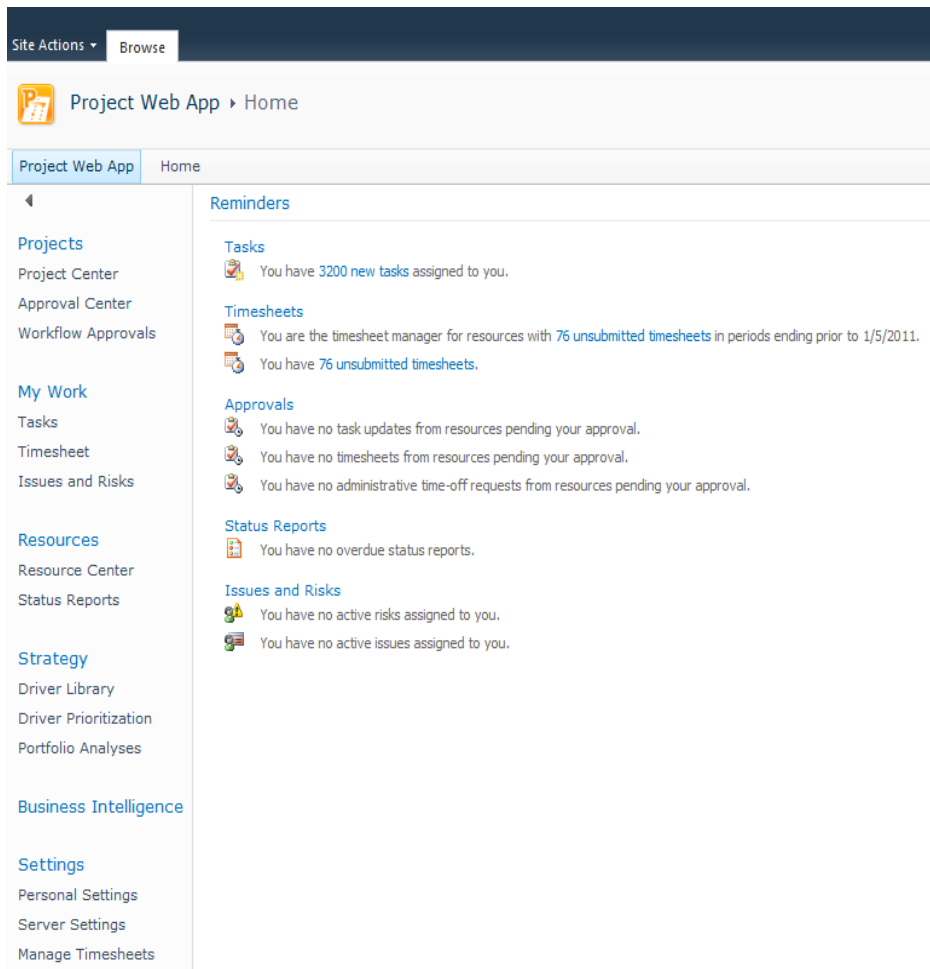 Site Actions
Browse
Project Web App Home
Project Web App Home
Reminders
Projects
Project Center
Approval Center
Workflow Approvals
My Work
Tasks
Timesheet
Issues and Risks
Resources
Resource Center
Status Reports
Strategy
Driver Library
Driver Prioritization
Portfolio Analyses
Business Intelligence
Settings
Personal Settings
Server Settings
Manage Timesheets
Tasks
You have 3200 new tasks assigned to you.
Timesheets
You are the timesheet manager for resources with 76 unsubmitted timesheets in periods ending prior to 1/5/2011.
You have 76 unsubmitted timesheets.
Approvals
You have no task updates from resources pending your approval.
You have no timesheets from resources pending your approval.
You have no administrative time-off requests from resources pending your approval.
Status Reports
You have no overdue status reports.
Issues and Risks
You have no active risks assigned to you.
You have no active issues assigned to you.